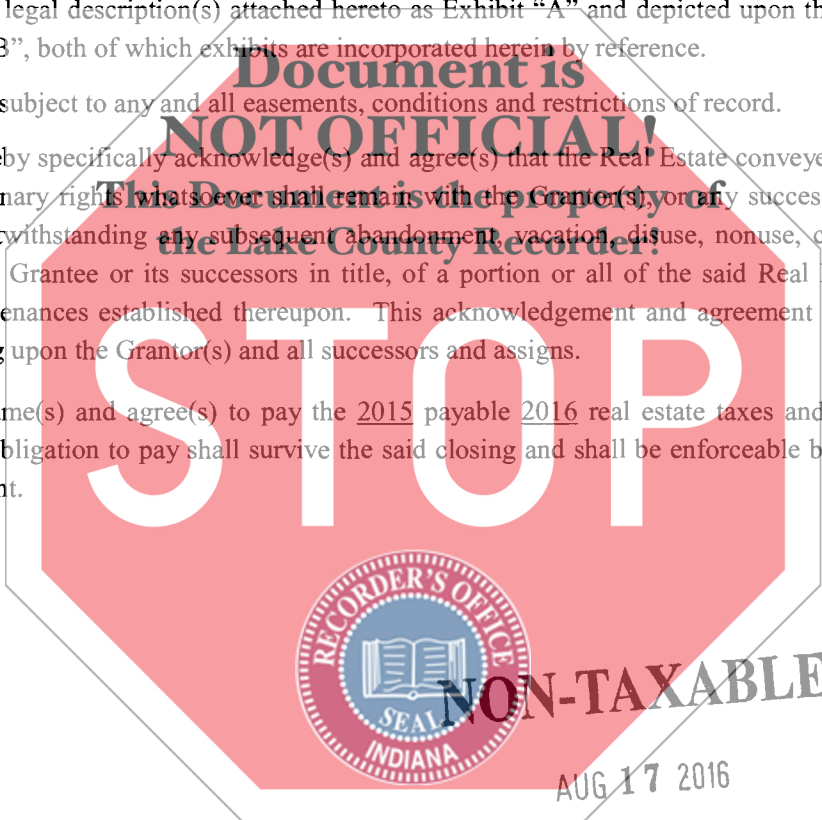 legal description(s) attached hereto as Exhibit “A” and depicted upon th
B”, both of which exhibits are incorporated herein by reference.
Document is
subject to any and all easements, conditions and restrictions of record.
NOT OFFICIAL!
by specifically acknowledge(s) and agree(s) that the Real Estate conveye
This Document is the property of
nary rights whatsoever shall remain with the Grantor(s), or any succes
the Lake County Recorder!
withstanding any subsequent abandonment, vacation, disuse, nonuse, c
Grantee or its successors in title, of a portion or all of the said Real
enances established thereupon. This acknowledgement and agreement
g upon the Grantor(s) and all successors and assigns.
STOP
me(s) and agree(s) to pay the 2015 payable 2016 real estate taxes and
bligation to pay shall survive the said closing and shall be enforceable b
nt.
RECORDER'S OFFICE
SEAL
INDIANA
NON-TAXABLE
AUG 17 2016